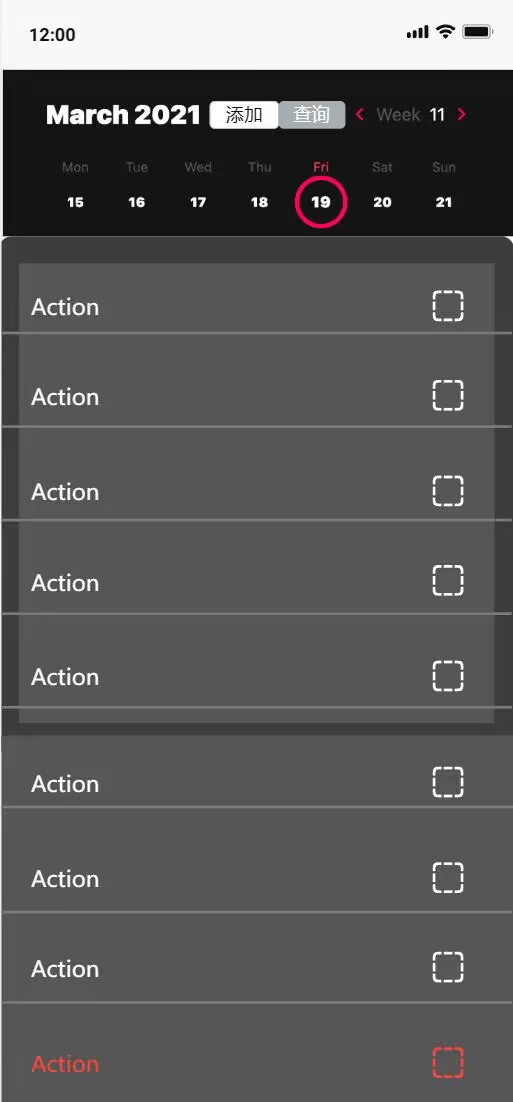 12:00
March 2021 添加 查询 Week 11
Mon Tue Wed Thu Fri Sat Sun
15 16 17 18 19 20 21
Action
Action
Action
Action
Action
Action
Action
Action
Action